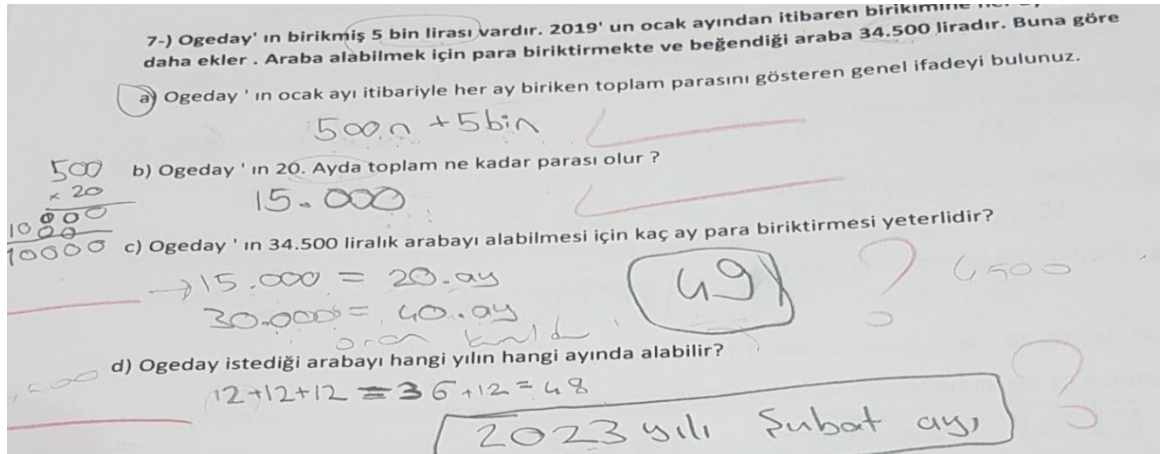 7-) Ogeday' ın birikmiş 5 bin lirası vardır. 2019' un ocak ayından itibaren birikimine
daha ekler . Araba alabilmek için para biriktirmekte ve beğendiği araba 34.500 liradır. Buna göre
a) Ogeday ' ın ocak ayı itibariyle her ay biriken toplam parasını gösteren genel ifadeyi bulunuz.
500n +5bin
500 b) Ogeday ' ın 20. Ayda toplam ne kadar parası olur ?
x 20 15.000
10000 c) Ogeday ' ın 34.500 liralık arabayı alabilmesi için kaç ay para biriktirmesi yeterlidir?
→15.000 = 20.ay 49 ? 4500
30.000= 40.ay
oran
d) Ogeday istediği arabayı hangi yılın hangi ayında alabilir?
12+12+12 = 36 +12 = 48 ?
2023 yılı Şubat ayı